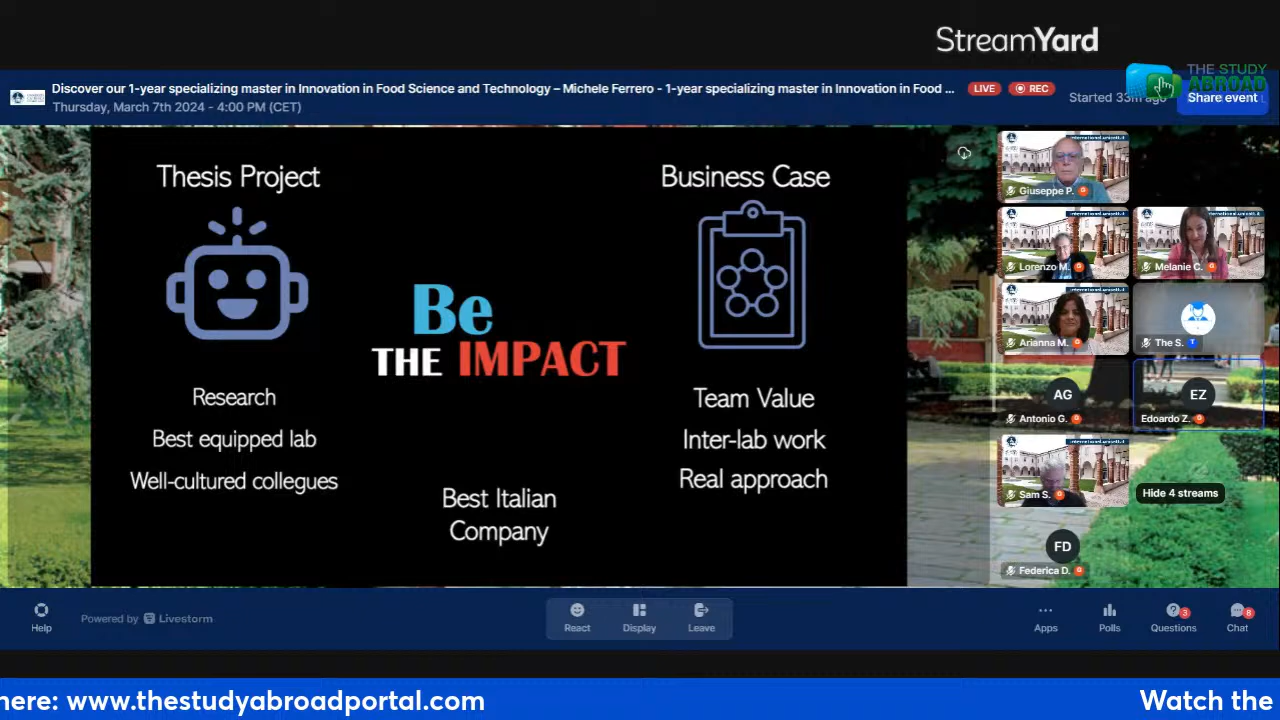 StreamYard
THE STUDY
ABROAD
Discover our 1-year specializing master in Innovation in Food Science and Technology – Michele Ferrero - 1-year specializing master in Innovation in Food ...
LIVE
REC
Thursday, March 7th 2024 - 4:00 PM (CET)
Started 33m ago
Share event
Thesis Project
Business Case
Be
THE IMPACT
Research
Best equipped lab
Well-cultured collegues
Team Value
Inter-lab work
Real approach
Best Italian
Company
Giuseppe P.
Lorenzo M.
Melanie C.
Arianna M.
The S.
T
AG
Antonio G.
EZ
Edoardo Z.
Sam S.
Hide 4 streams
FD
Federica D.
Help
Powered by Livestorm
React
Display
Leave
Apps
Polls
Questions
3
Chat
8
here: www.thestudyabroadportal.com
Watch the